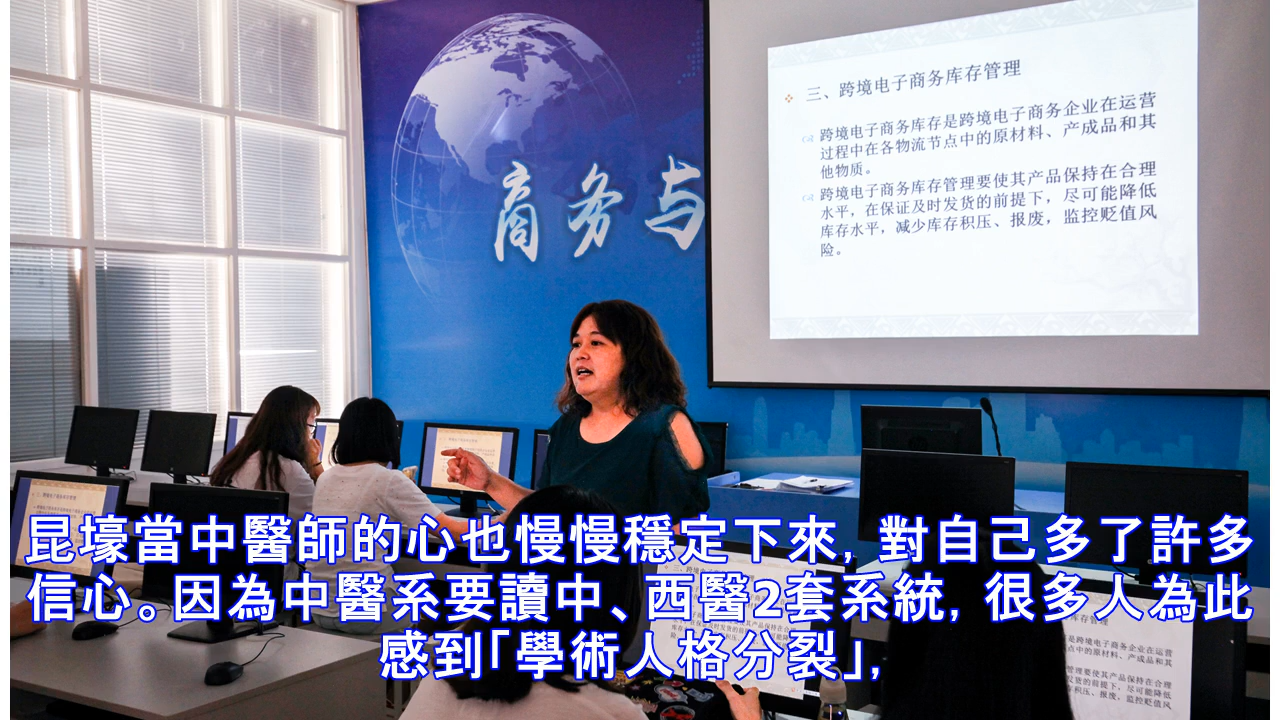 三、跨境电子商务库存管理
跨境电子商务库存是跨境电子商务企业在运营
过程中在各物流节点中的原材料、产成品和其
他物质。
跨境电子商务库存管理要使其产品保持在合理
水平，在保证及时发货的前提下，尽可能降低
库存水平，减少库存积压、报废，监控贬值风
险。
商务与
昆壕當中醫師的心也慢慢穩定下來，對自己多了許多
信心。因為中醫系要讀中、西醫2套系統，很多人為此
感到「學術人格分裂」，